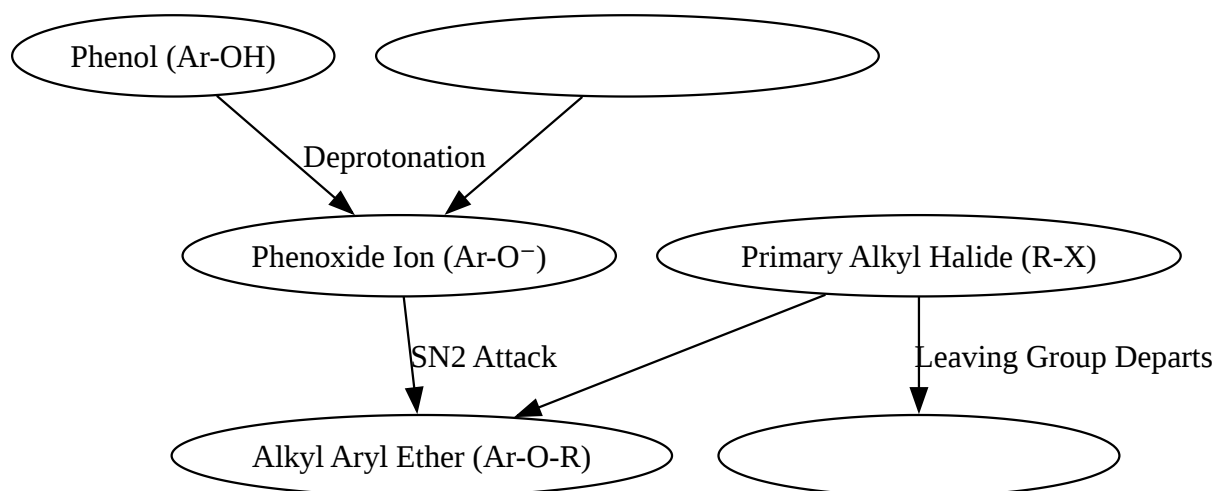 Phenol (Ar-OH)
Deprotonation
Phenoxide Ion (Ar-O⁻)
Primary Alkyl Halide (R-X)
SN2 Attack
Leaving Group Departs
Alkyl Aryl Ether (Ar-O-R)